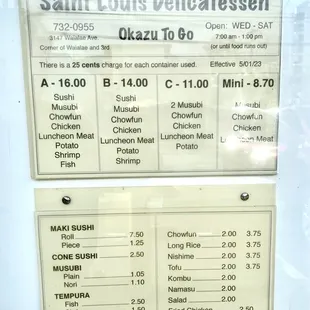 Saint Louis Delicatessen
732-0955
3147 Waialae Ave.
Corner of Waialae and 3rd
Okazu To Go
Open: WED - SAT
7:00 am - 1:00 pm
(or until food runs out)
There is a 25 cents charge for each container used. Effective 5/01/23
A - 16.00
Sushi
Musubi
Chowfun
Chicken
Luncheon Meat
Potato
Shrimp
Fish
B - 14.00
Sushi
Musubi
Chowfun
Chicken
Luncheon Meat
Potato
Shrimp
C - 11.00
2 Musubi
Chowfun
Chicken
Luncheon Meat
Potato
Mini - 8.70
Musubi
Chowfun
Chicken
Luncheon Meat
MAKI SUSHI
Roll 7.50
Piece 1.25
CONE SUSHI 2.50
MUSUBI
Plain 1.05
Nori 1.10
TEMPURA
Fish 2.50
Chowfun 2.00 3.75
Long Rice 2.00 3.75
Nishime 2.00 3.75
Tofu 2.00 3.75
Kombu 2.00
Namasu 2.00
Salad 2.00
Fried Chicken 2.50